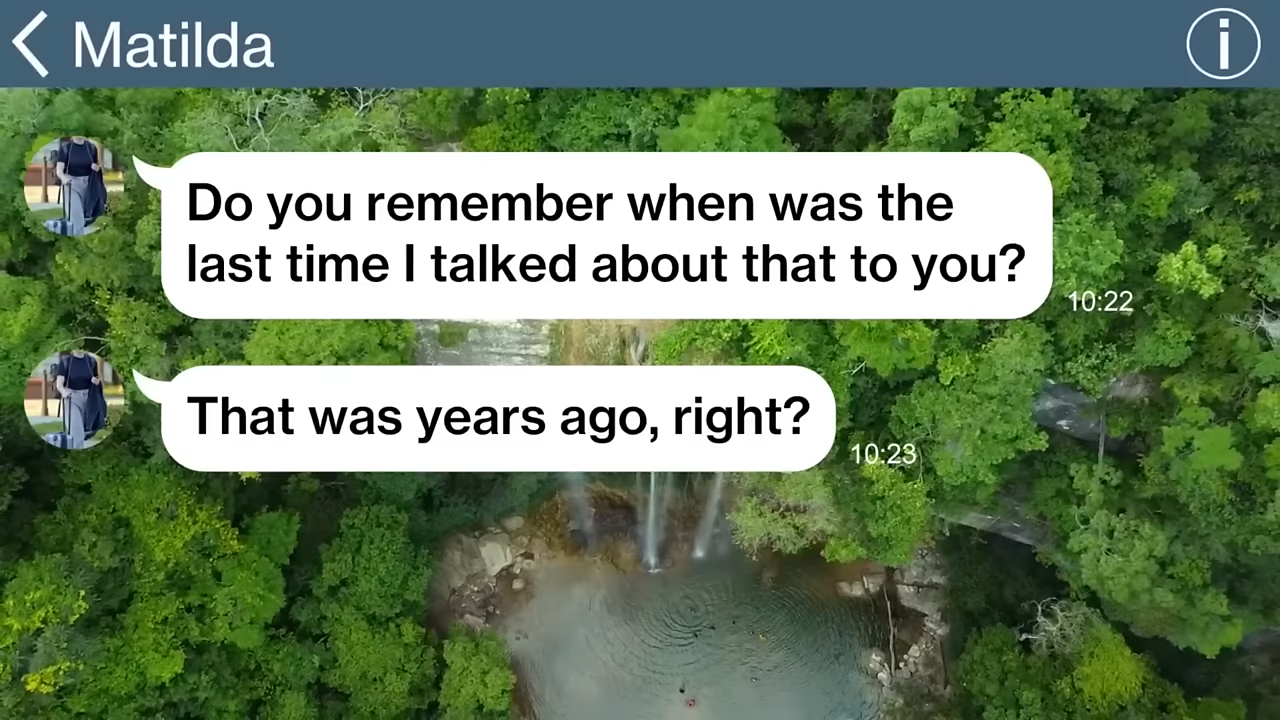 Matilda
Do you remember when was the
last time I talked about that to you?
10:22
That was years ago, right?
10:23